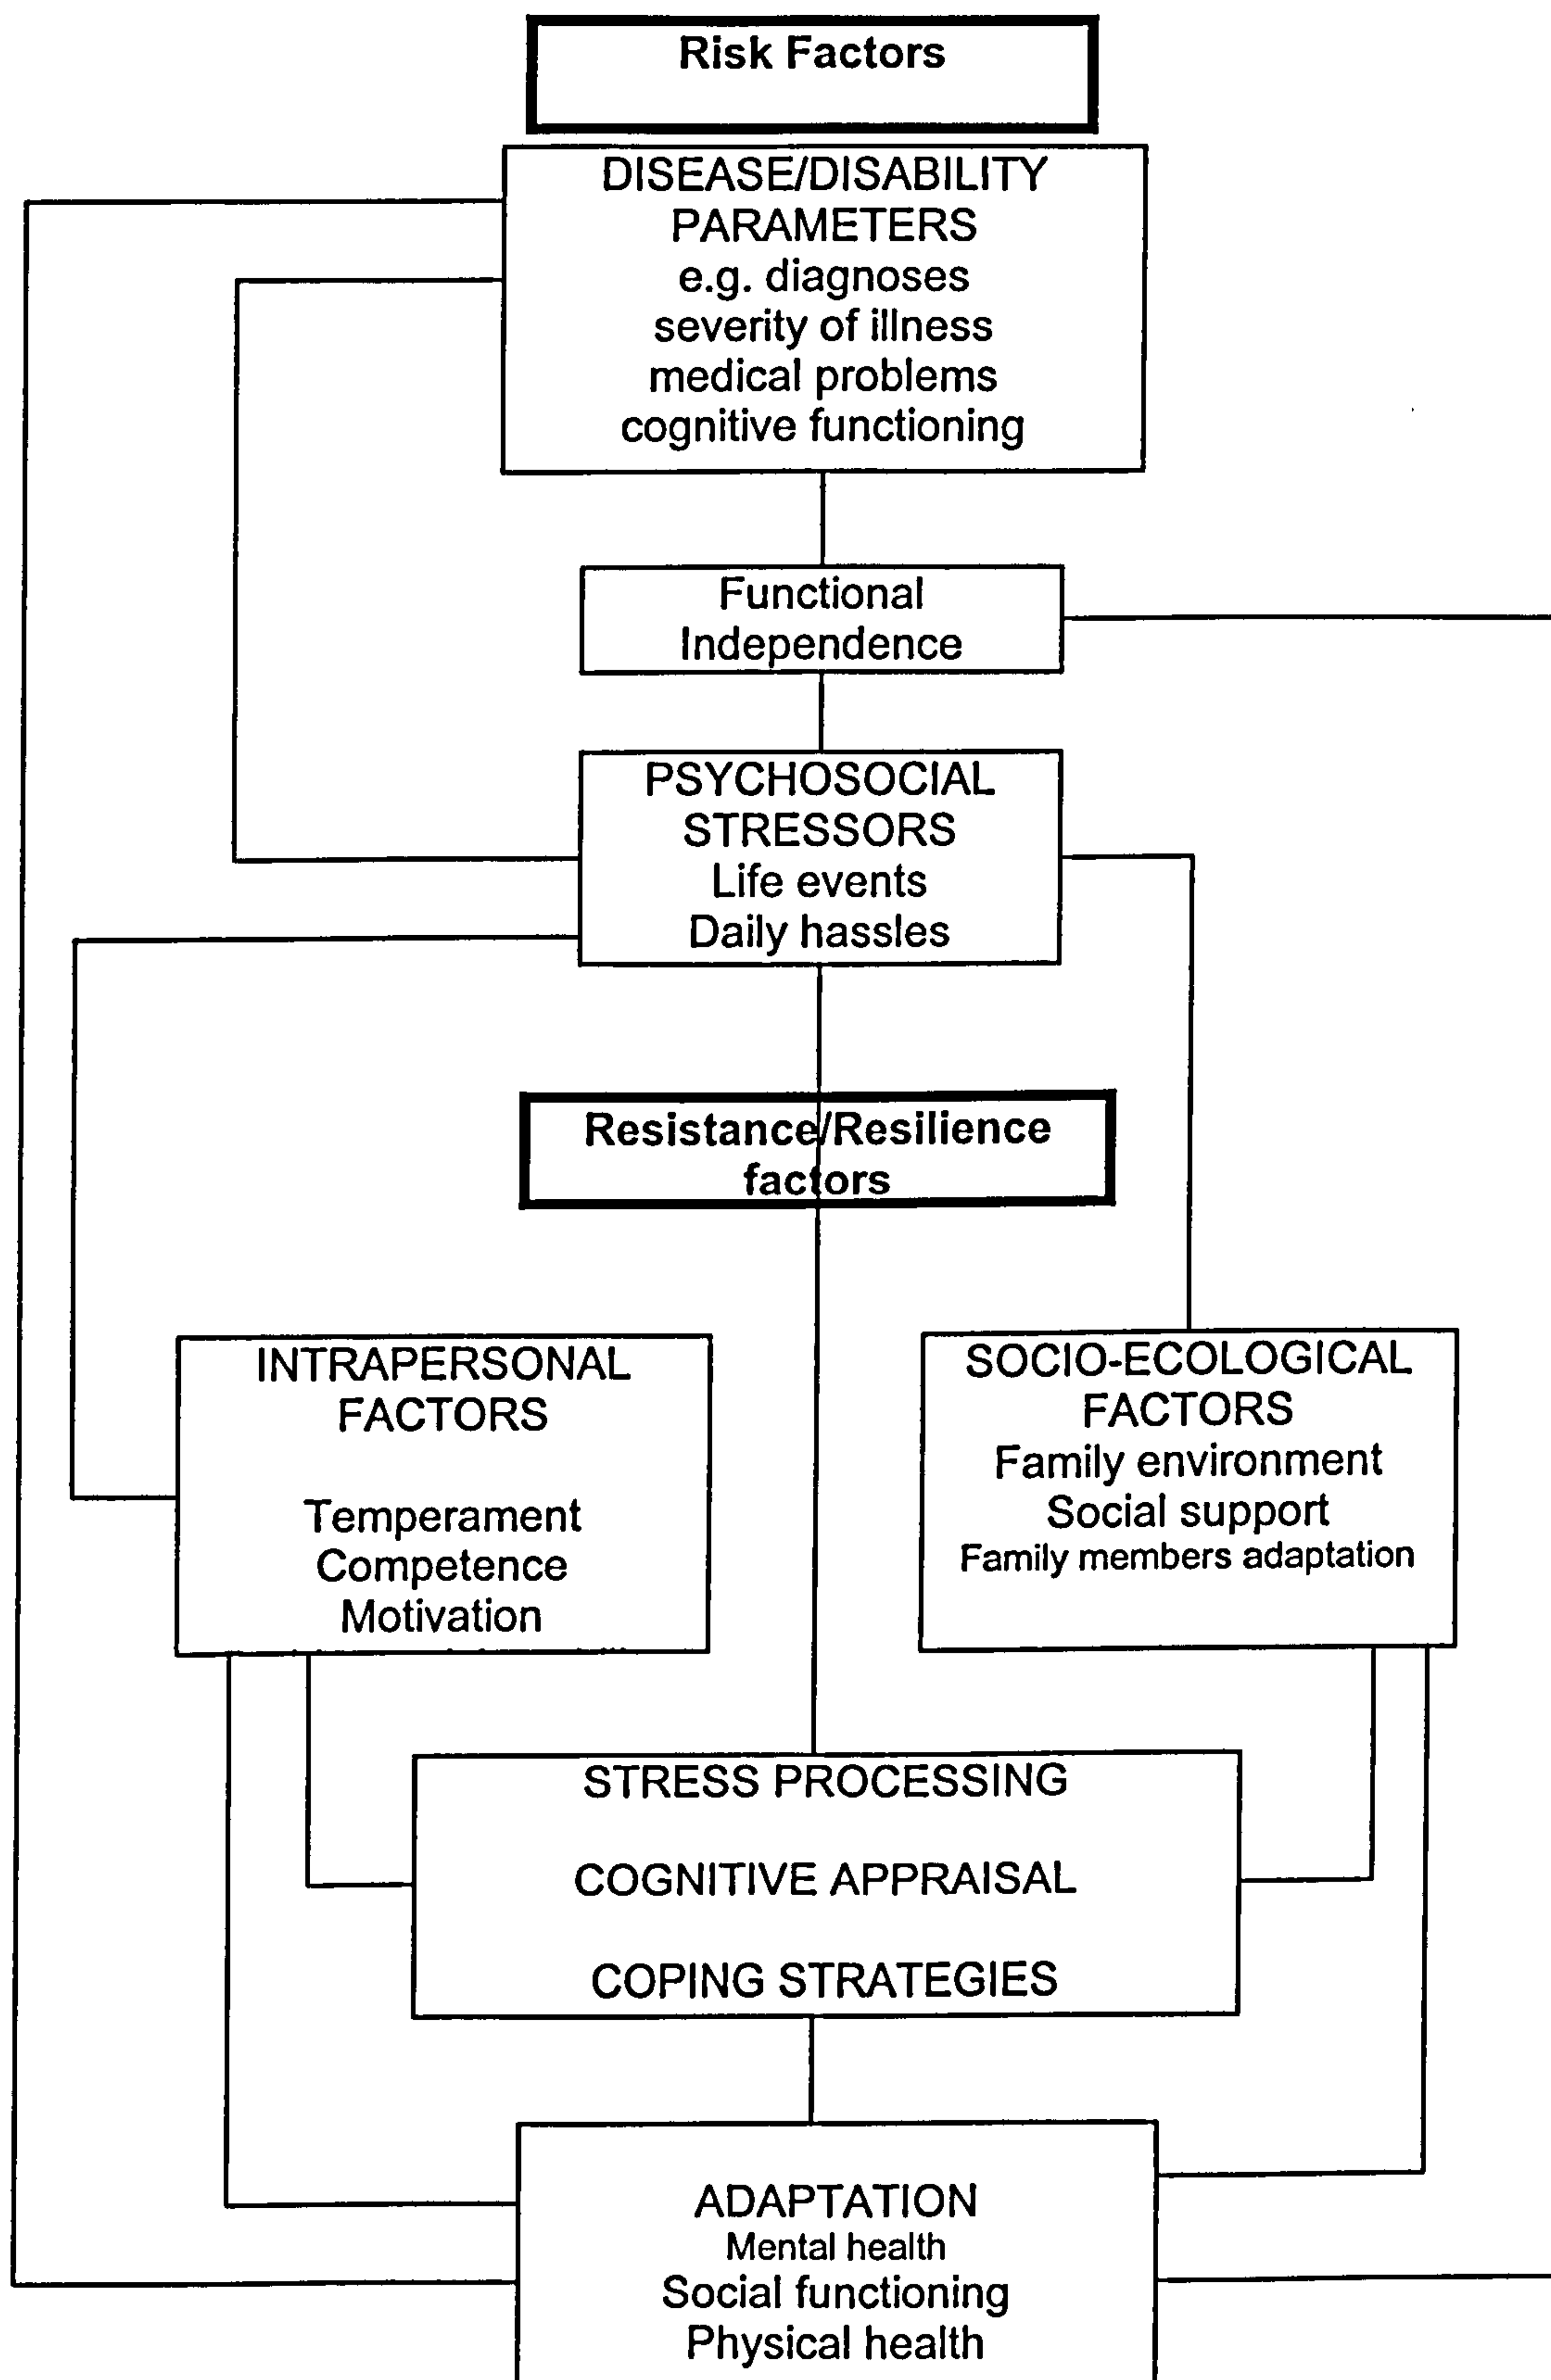 Risk Factors
DISEASE/DISABILITY
PARAMETERS
e.g. diagnoses
severity of illness
medical problems
cognitive functioning
Functional
Independence
PSYCHOSOCIAL
STRESSORS
Life events
Daily hassles
Resistance/Resilience
factors
INTRAPERSONAL
FACTORS
Temperament
Competence
Motivation
SOCIO-ECOLOGICAL
FACTORS
Family environment
Social support
Family members adaptation
STRESS PROCESSING
COGNITIVE APPRAISAL
COPING STRATEGIES
ADAPTATION
Mental health
Social functioning
Physical health